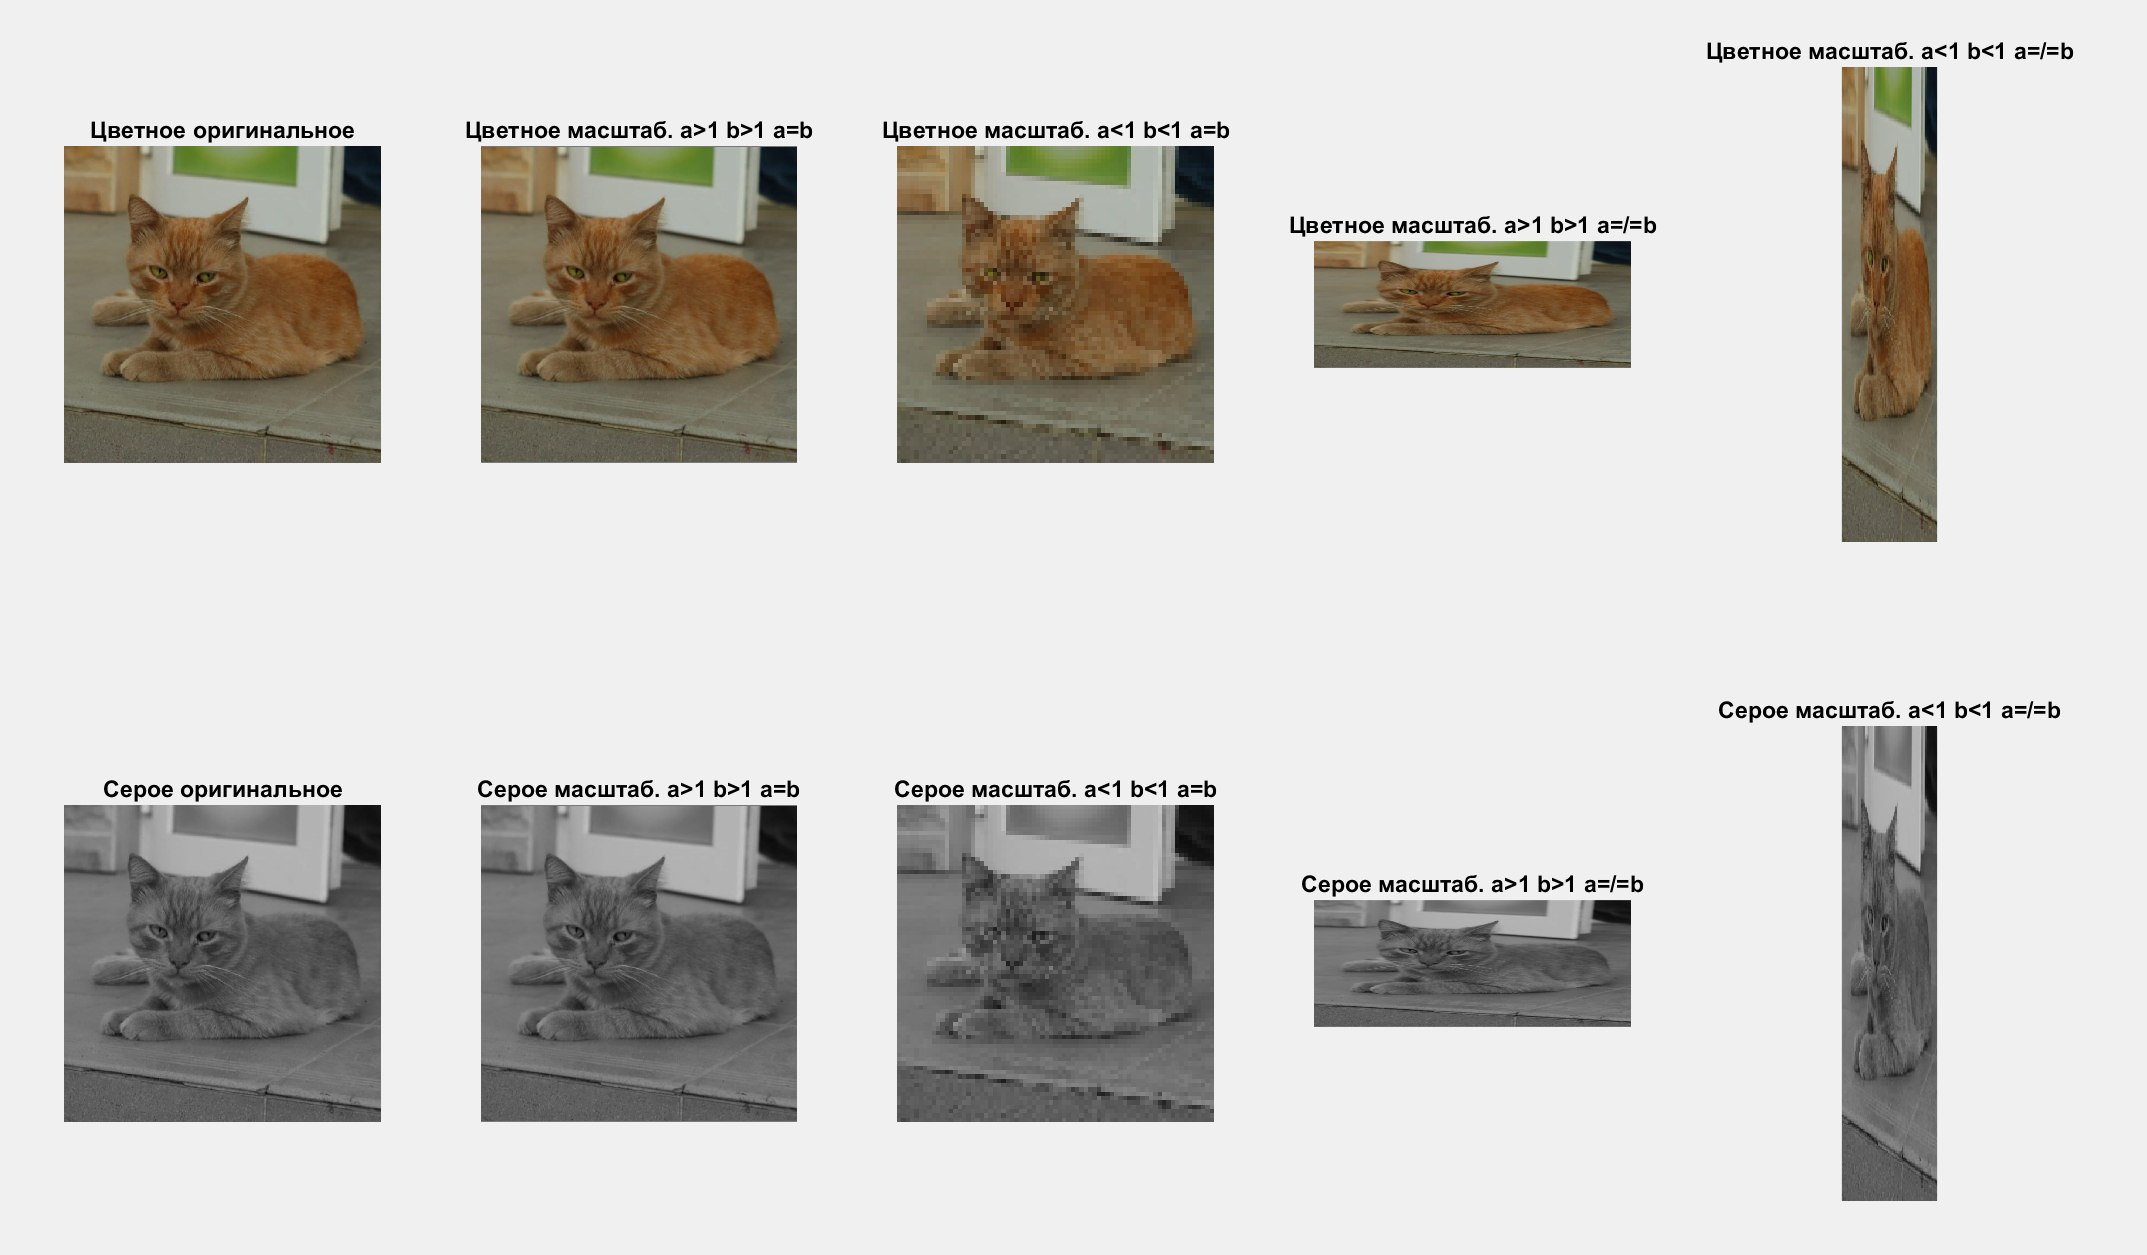 Цветное оригинальное
Цветное масштаб. a>1 b>1 a=b
Цветное масштаб. a<1 b<1 a=b
Цветное масштаб. a>1 b>1 a=/=b
Цветное масштаб. a<1 b<1 a=/=b
Серое оригинальное
Серое масштаб. a>1 b>1 a=b
Серое масштаб. a<1 b<1 a=b
Серое масштаб. a>1 b>1 a=/=b
Серое масштаб. a<1 b<1 a=/=b